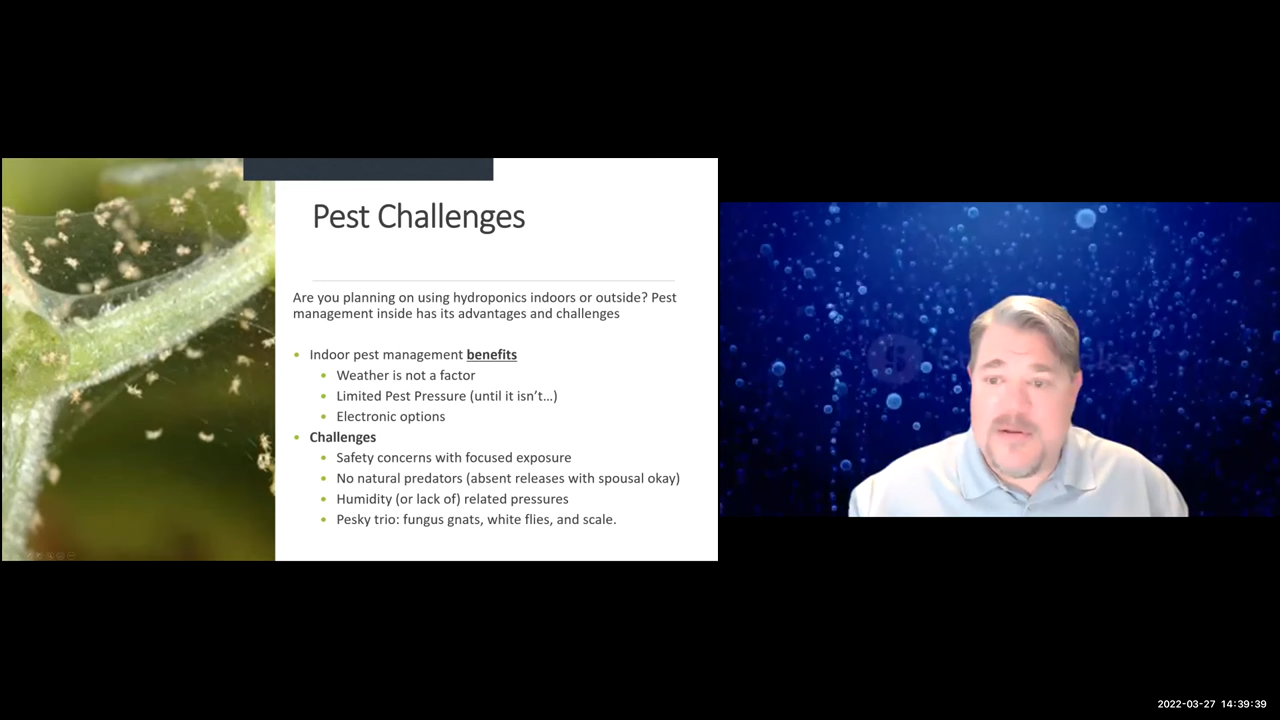 Pest Challenges
Are you planning on using hydroponics indoors or outside? Pest
management inside has its advantages and challenges
Indoor pest management benefits
Weather is not a factor
Limited Pest Pressure (until it isn't...)
Electronic options
Challenges
Safety concerns with focused exposure
No natural predators (absent releases with spousal okay)
Humidity (or lack of) related pressures
Pesky trio: fungus gnats, white flies, and scale.
2022-03-27 14:39:39